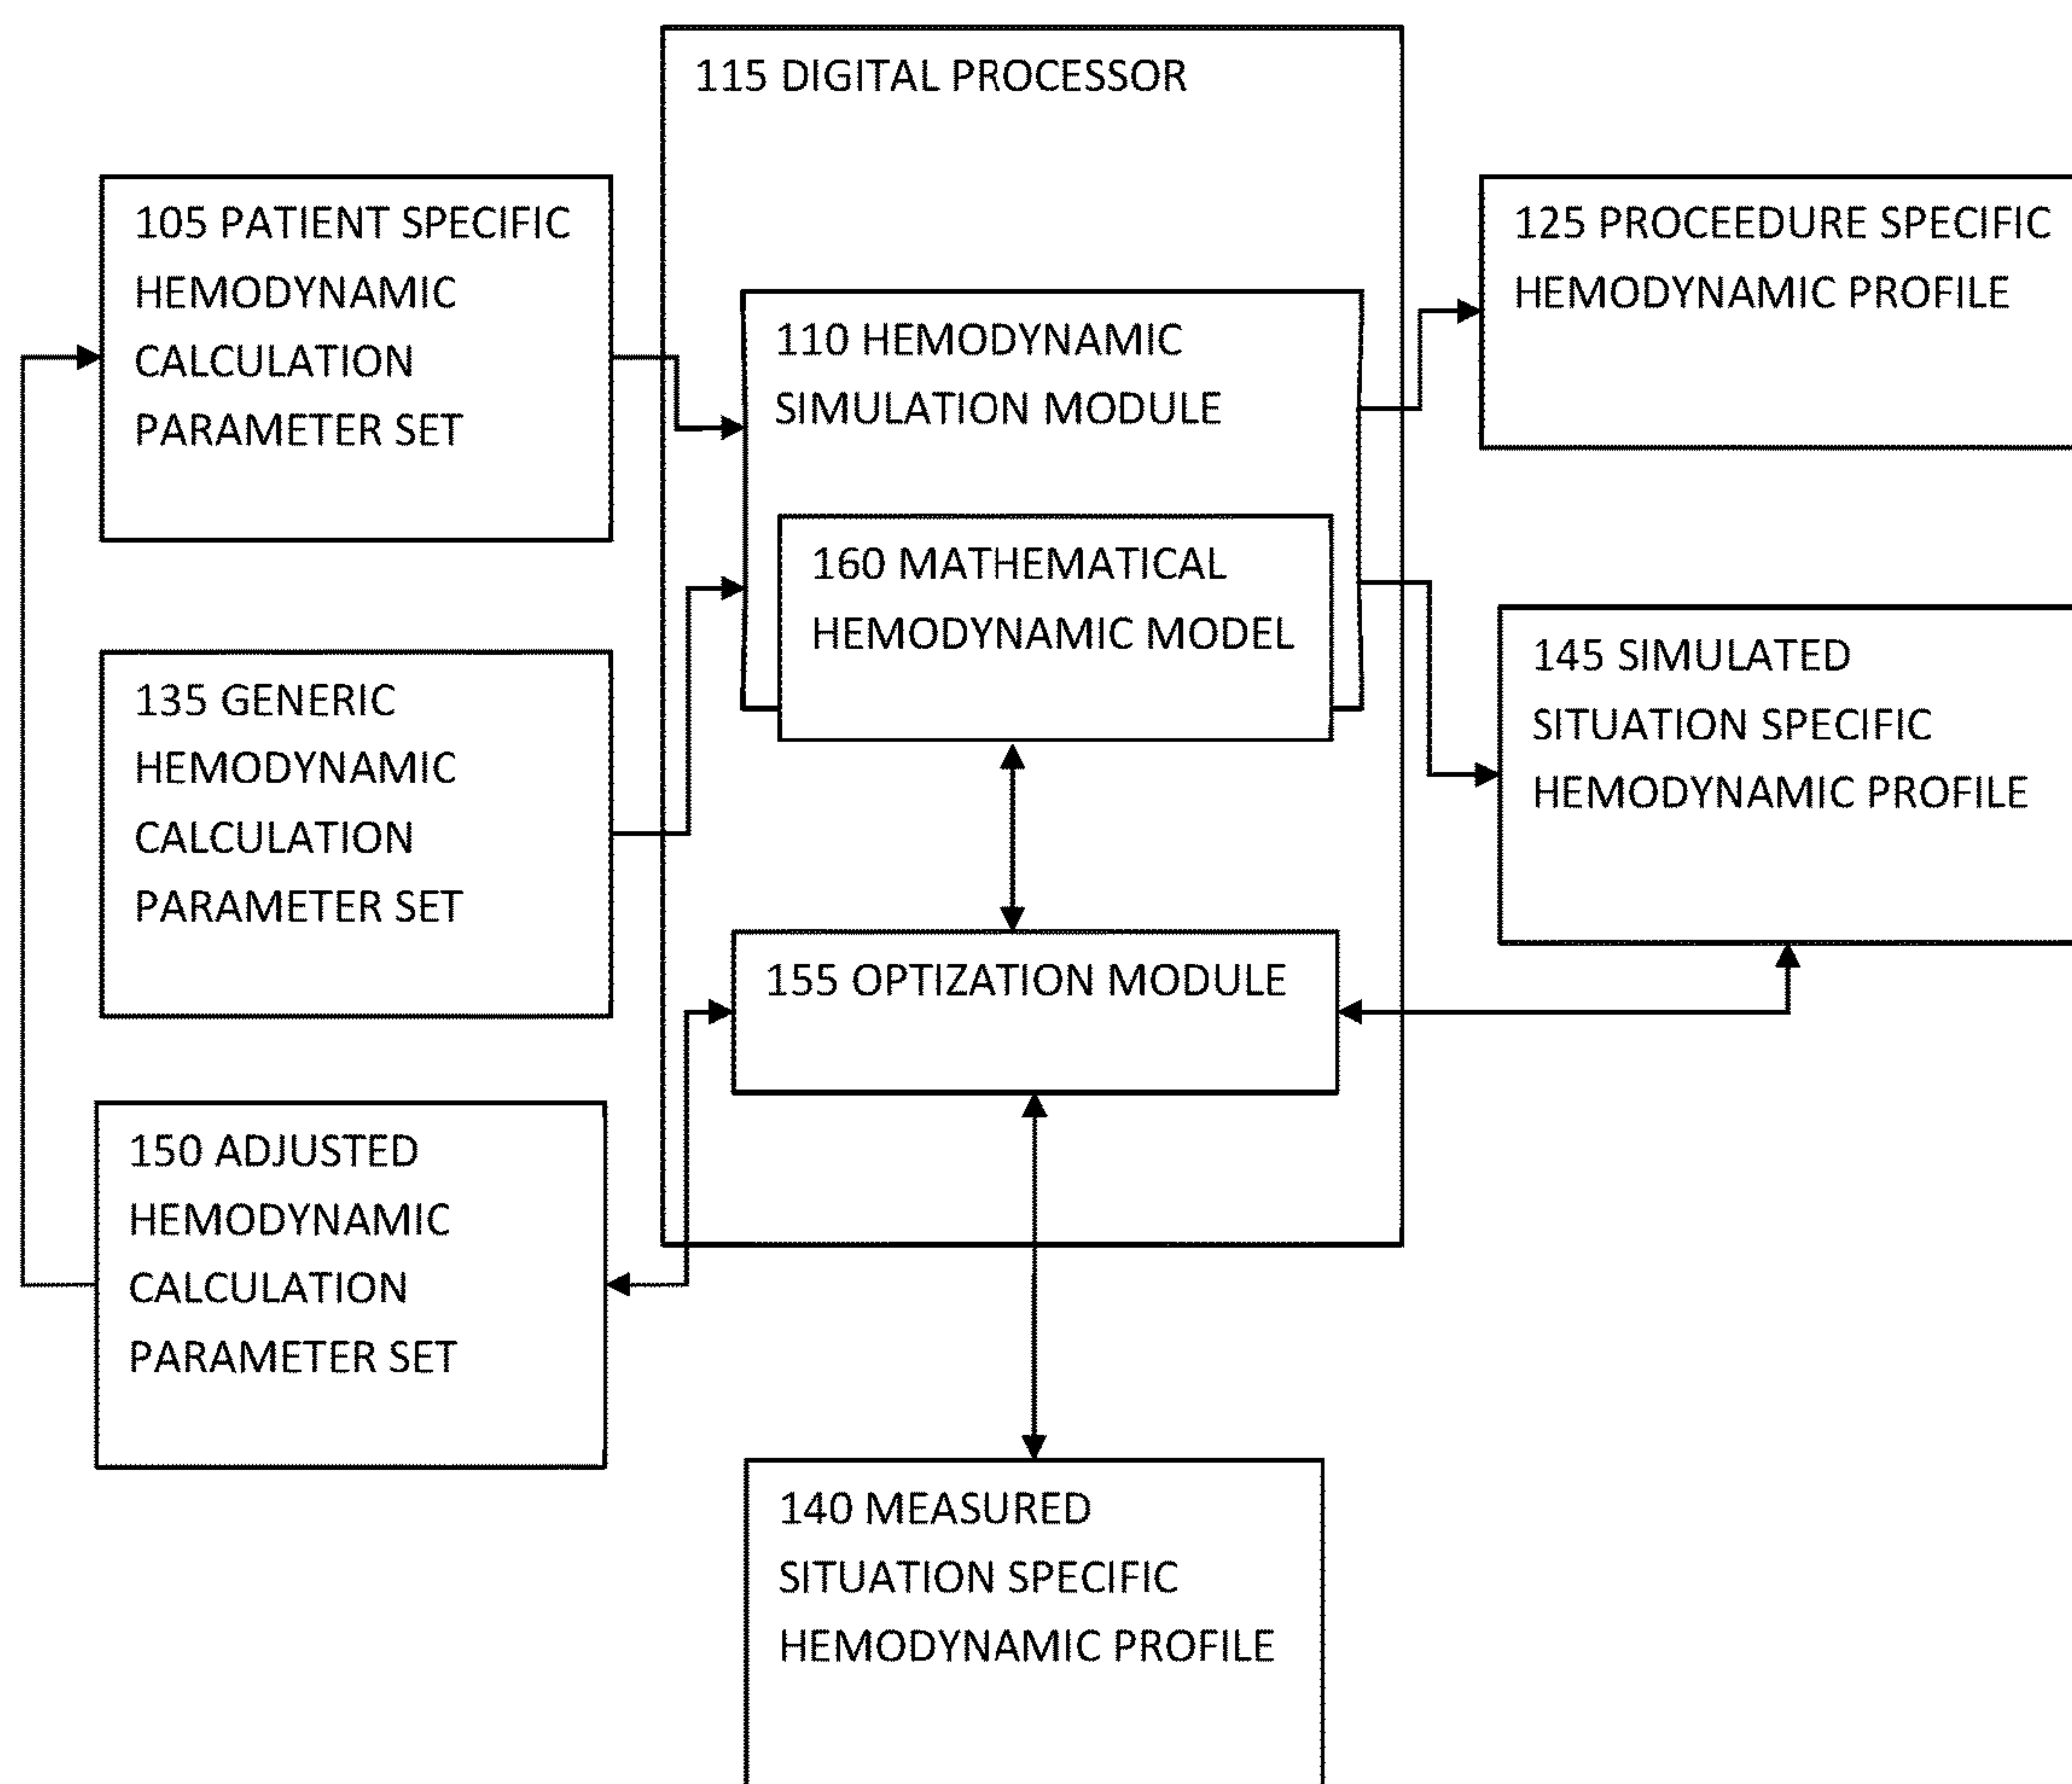 115 DIGITAL PROCESSOR
105 PATIENT SPECIFIC
HEMODYNAMIC
CALCULATION
PARAMETER SET
110 HEMODYNAMIC
SIMULATION MODULE
125 PROCEEDURE SPECIFIC
HEMODYNAMIC PROFILE
160 MATHEMATICAL
HEMODYNAMIC MODEL
135 GENERIC
HEMODYNAMIC
CALCULATION
PARAMETER SET
145 SIMULATED
SITUATION SPECIFIC
HEMODYNAMIC PROFILE
155 OPTIZATION MODULE
150 ADJUSTED
HEMODYNAMIC
CALCULATION
PARAMETER SET
140 MEASURED
SITUATION SPECIFIC
HEMODYNAMIC PROFILE